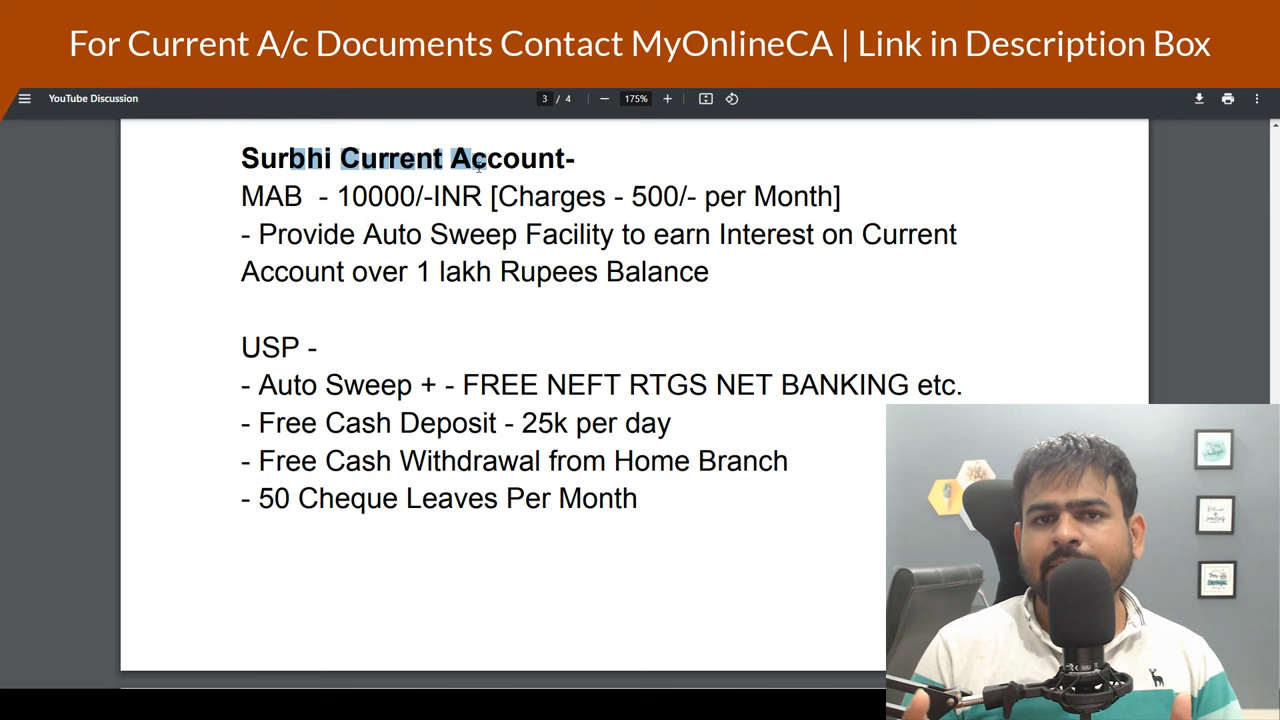 For Current A/c Documents Contact MyOnlineCA | Link in Description Box
YouTube Discussion
3 / 4
175%
Surbhi Current Account-
MAB - 10000/-INR [Charges - 500/- per Month]
- Provide Auto Sweep Facility to earn Interest on Current
Account over 1 lakh Rupees Balance
USP -
- Auto Sweep + - FREE NEFT RTGS NET BANKING etc.
- Free Cash Deposit - 25k per day
- Free Cash Withdrawal from Home Branch
- 50 Cheque Leaves Per Month